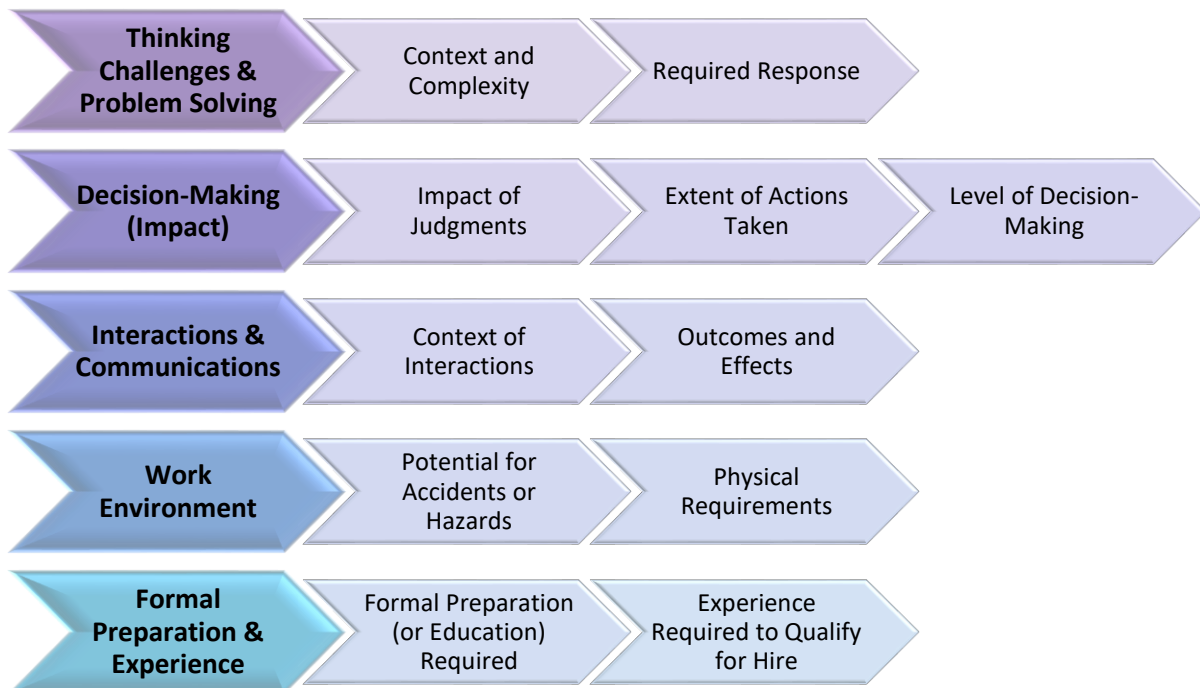 Thinking
Challenges &
Problem Solving
Context and
Complexity
Required Response
Decision-Making
(Impact)
Impact of
Judgments
Extent of Actions
Taken
Level of Decision-
Making
Interactions &
Communications
Context of
Interactions
Outcomes and
Effects
Work
Environment
Potential for
Accidents or
Hazards
Physical
Requirements
Formal
Preparation &
Experience
Formal Preparation
(or Education)
Required
Experience
Required to Qualify
for Hire